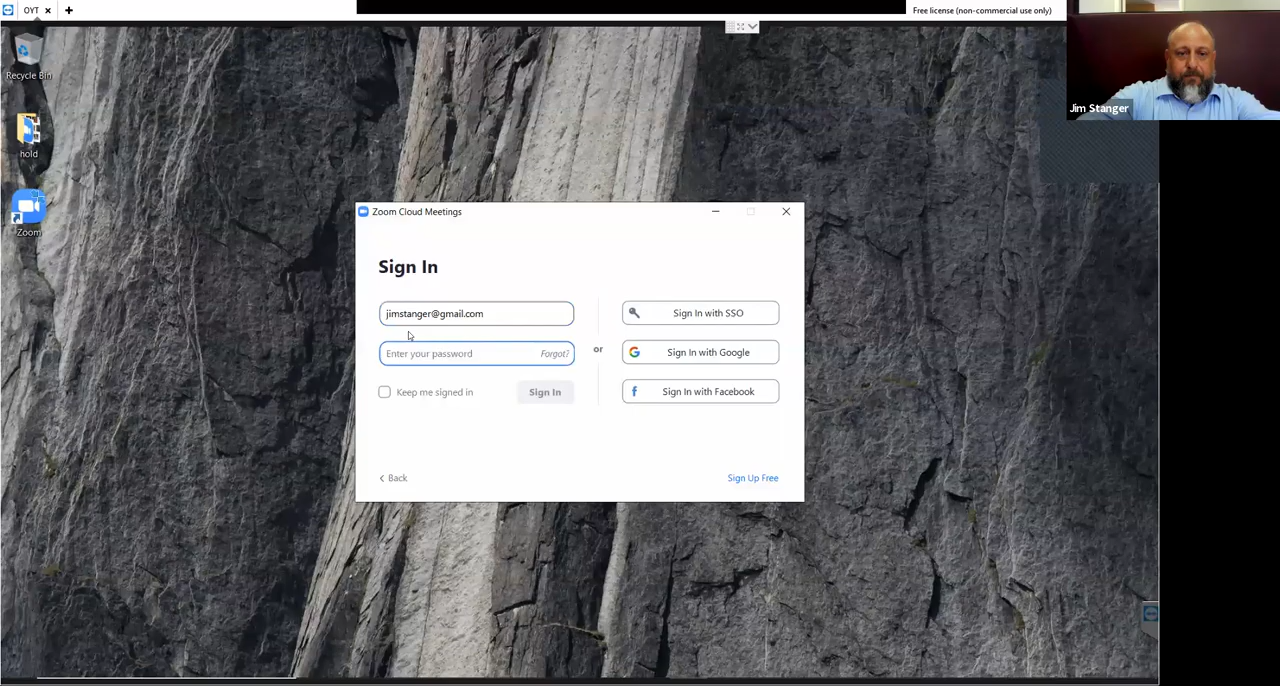 OYT
Free license (non-commercial use only)
Jim Stanger
Recycle Bin
hold
Zoom
Zoom Cloud Meetings
Sign In
jimstanger@gmail.com
Enter your password
Forgot?
Keep me signed in
Sign In
or
Sign In with SSO
Sign In with Google
Sign In with Facebook
Back
Sign Up Free